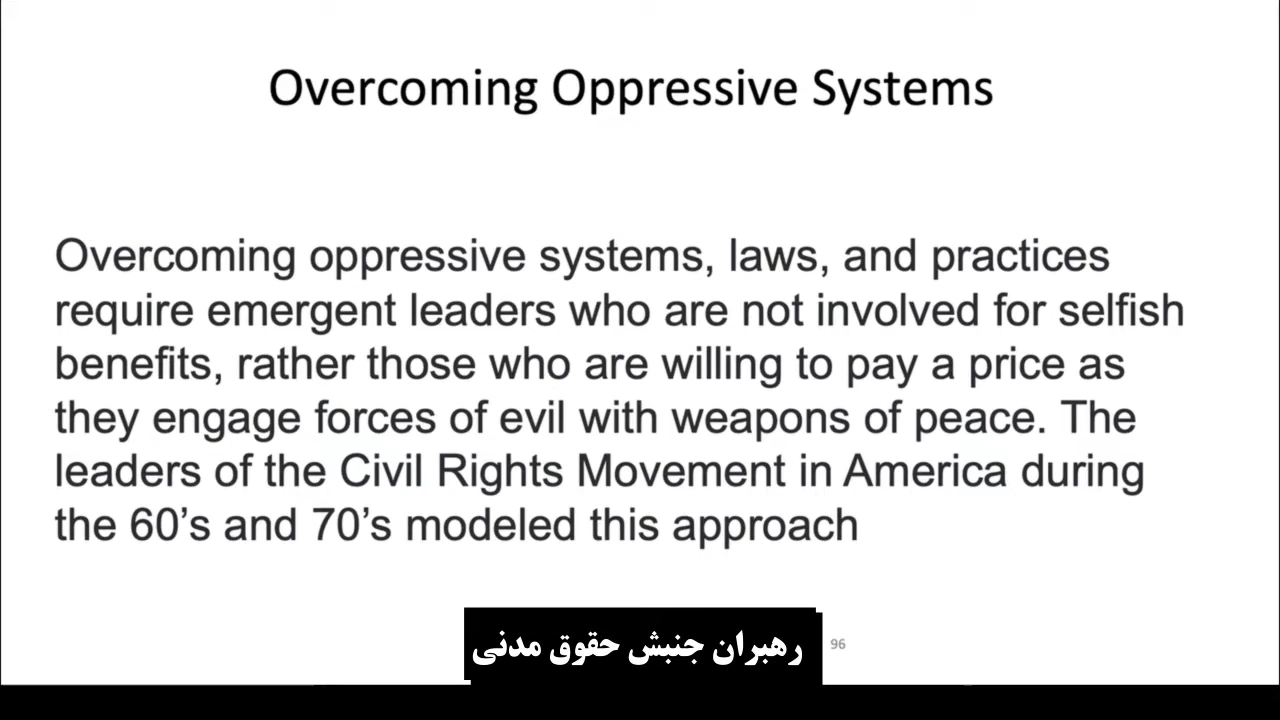 Overcoming Oppressive Systems
Overcoming oppressive systems, laws, and practices
require emergent leaders who are not involved for selfish
benefits, rather those who are willing to pay a price as
they engage forces of evil with weapons of peace. The
leaders of the Civil Rights Movement in America during
the 60’s and 70’s modeled this approach
رهبران جنبش حقوق مدنی
96